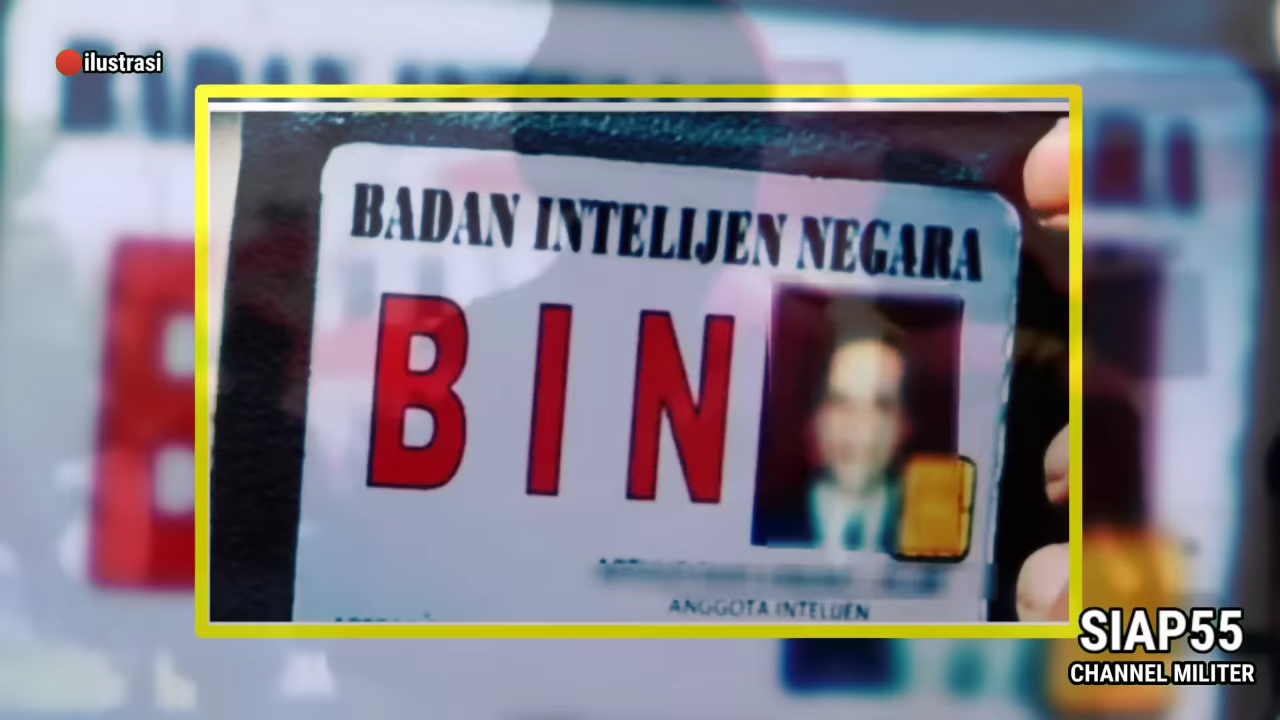 ilustrasi
BADAN INTELIJEN NEGARA
BIN
ANGGOTA INTELIJEN
SIAP55
CHANNEL MILITER